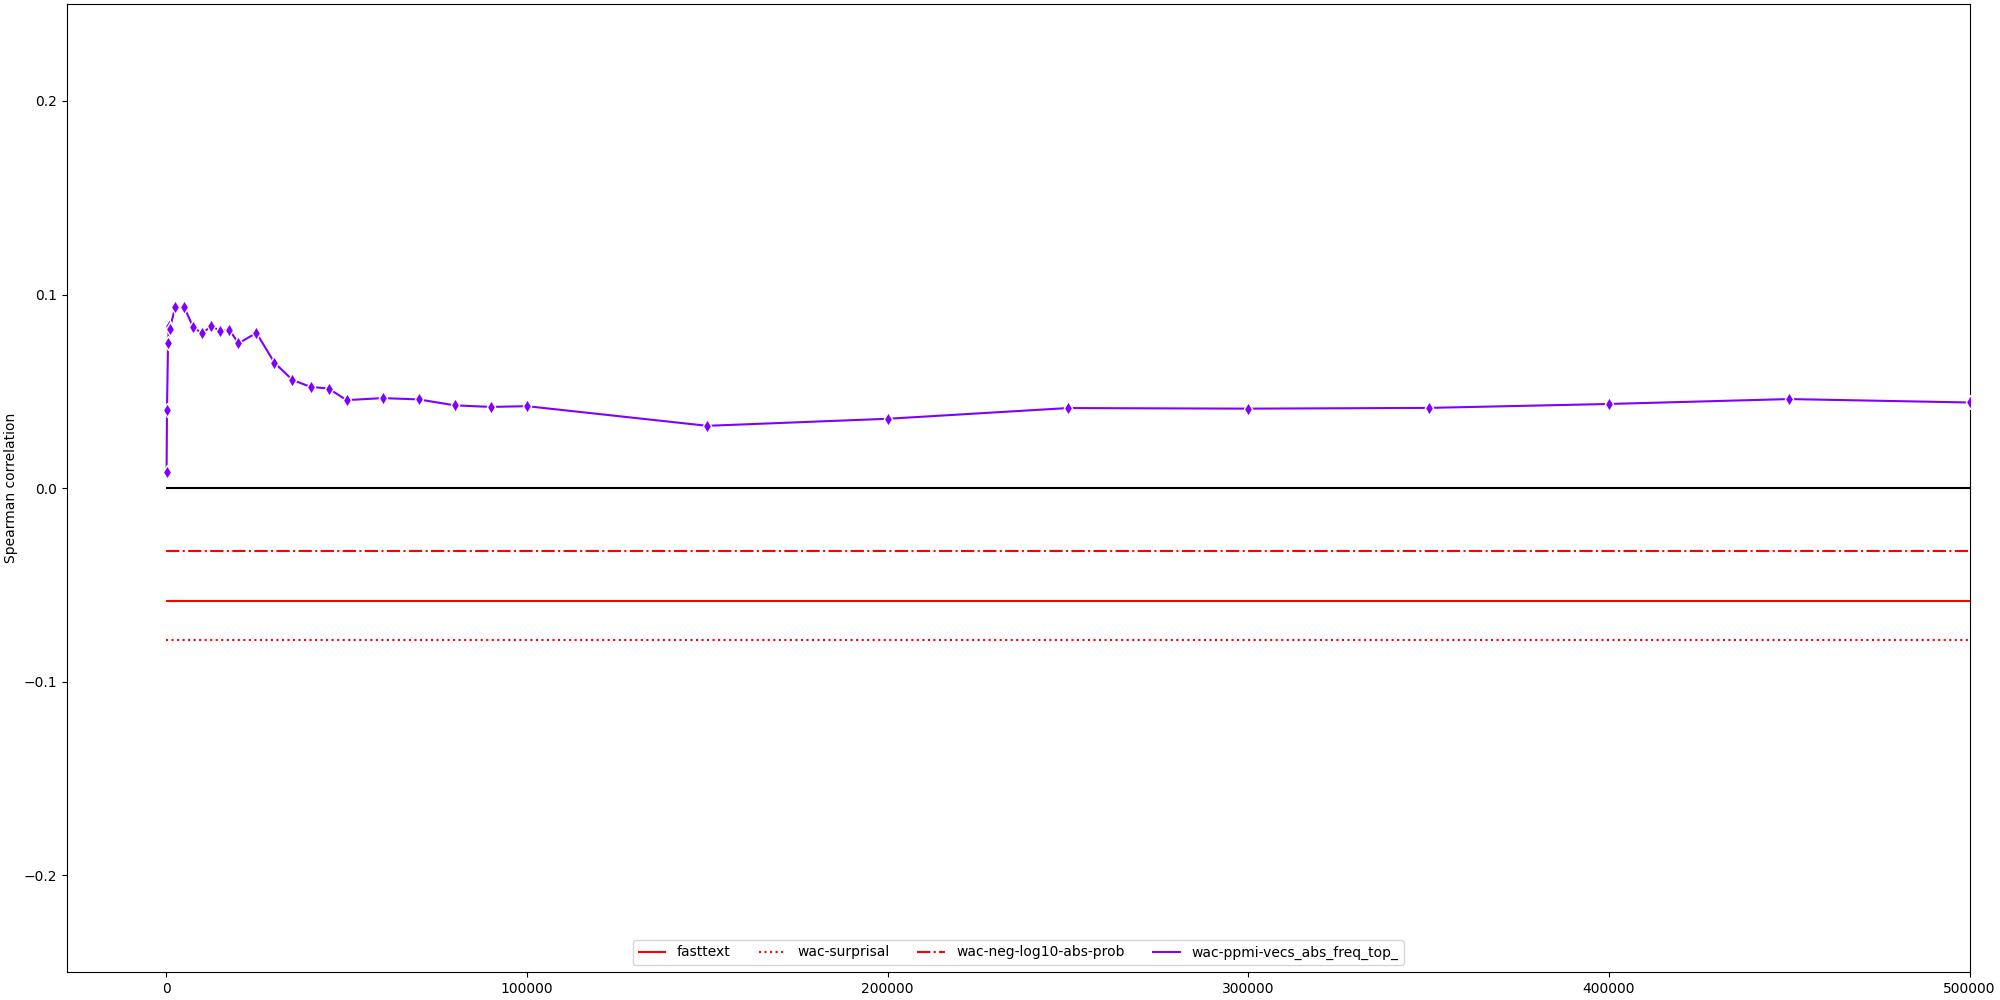 0.2
0.1
0.0
−0.1
−0.2
Spearman correlation
fasttext wac-surprisal wac-neg-log10-abs-prob wac-ppmi-vecs_abs_freq_top_
0 100000 200000 300000 400000 500000